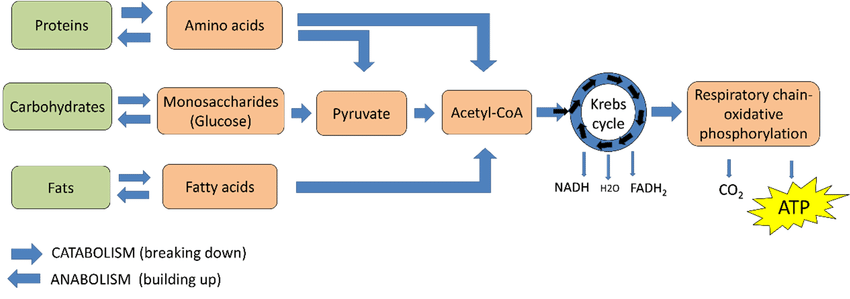 Proteins
Amino acids
Carbohydrates
Monosaccharides
(Glucose)
Pyruvate
Acetyl-CoA
Krebs
cycle
Respiratory chain-
oxidative
phosphorylation
Fats
Fatty acids
NADH
H2O
FADH₂
CO₂
ATP
CATABOLISM (breaking down)
ANABOLISM (building up)